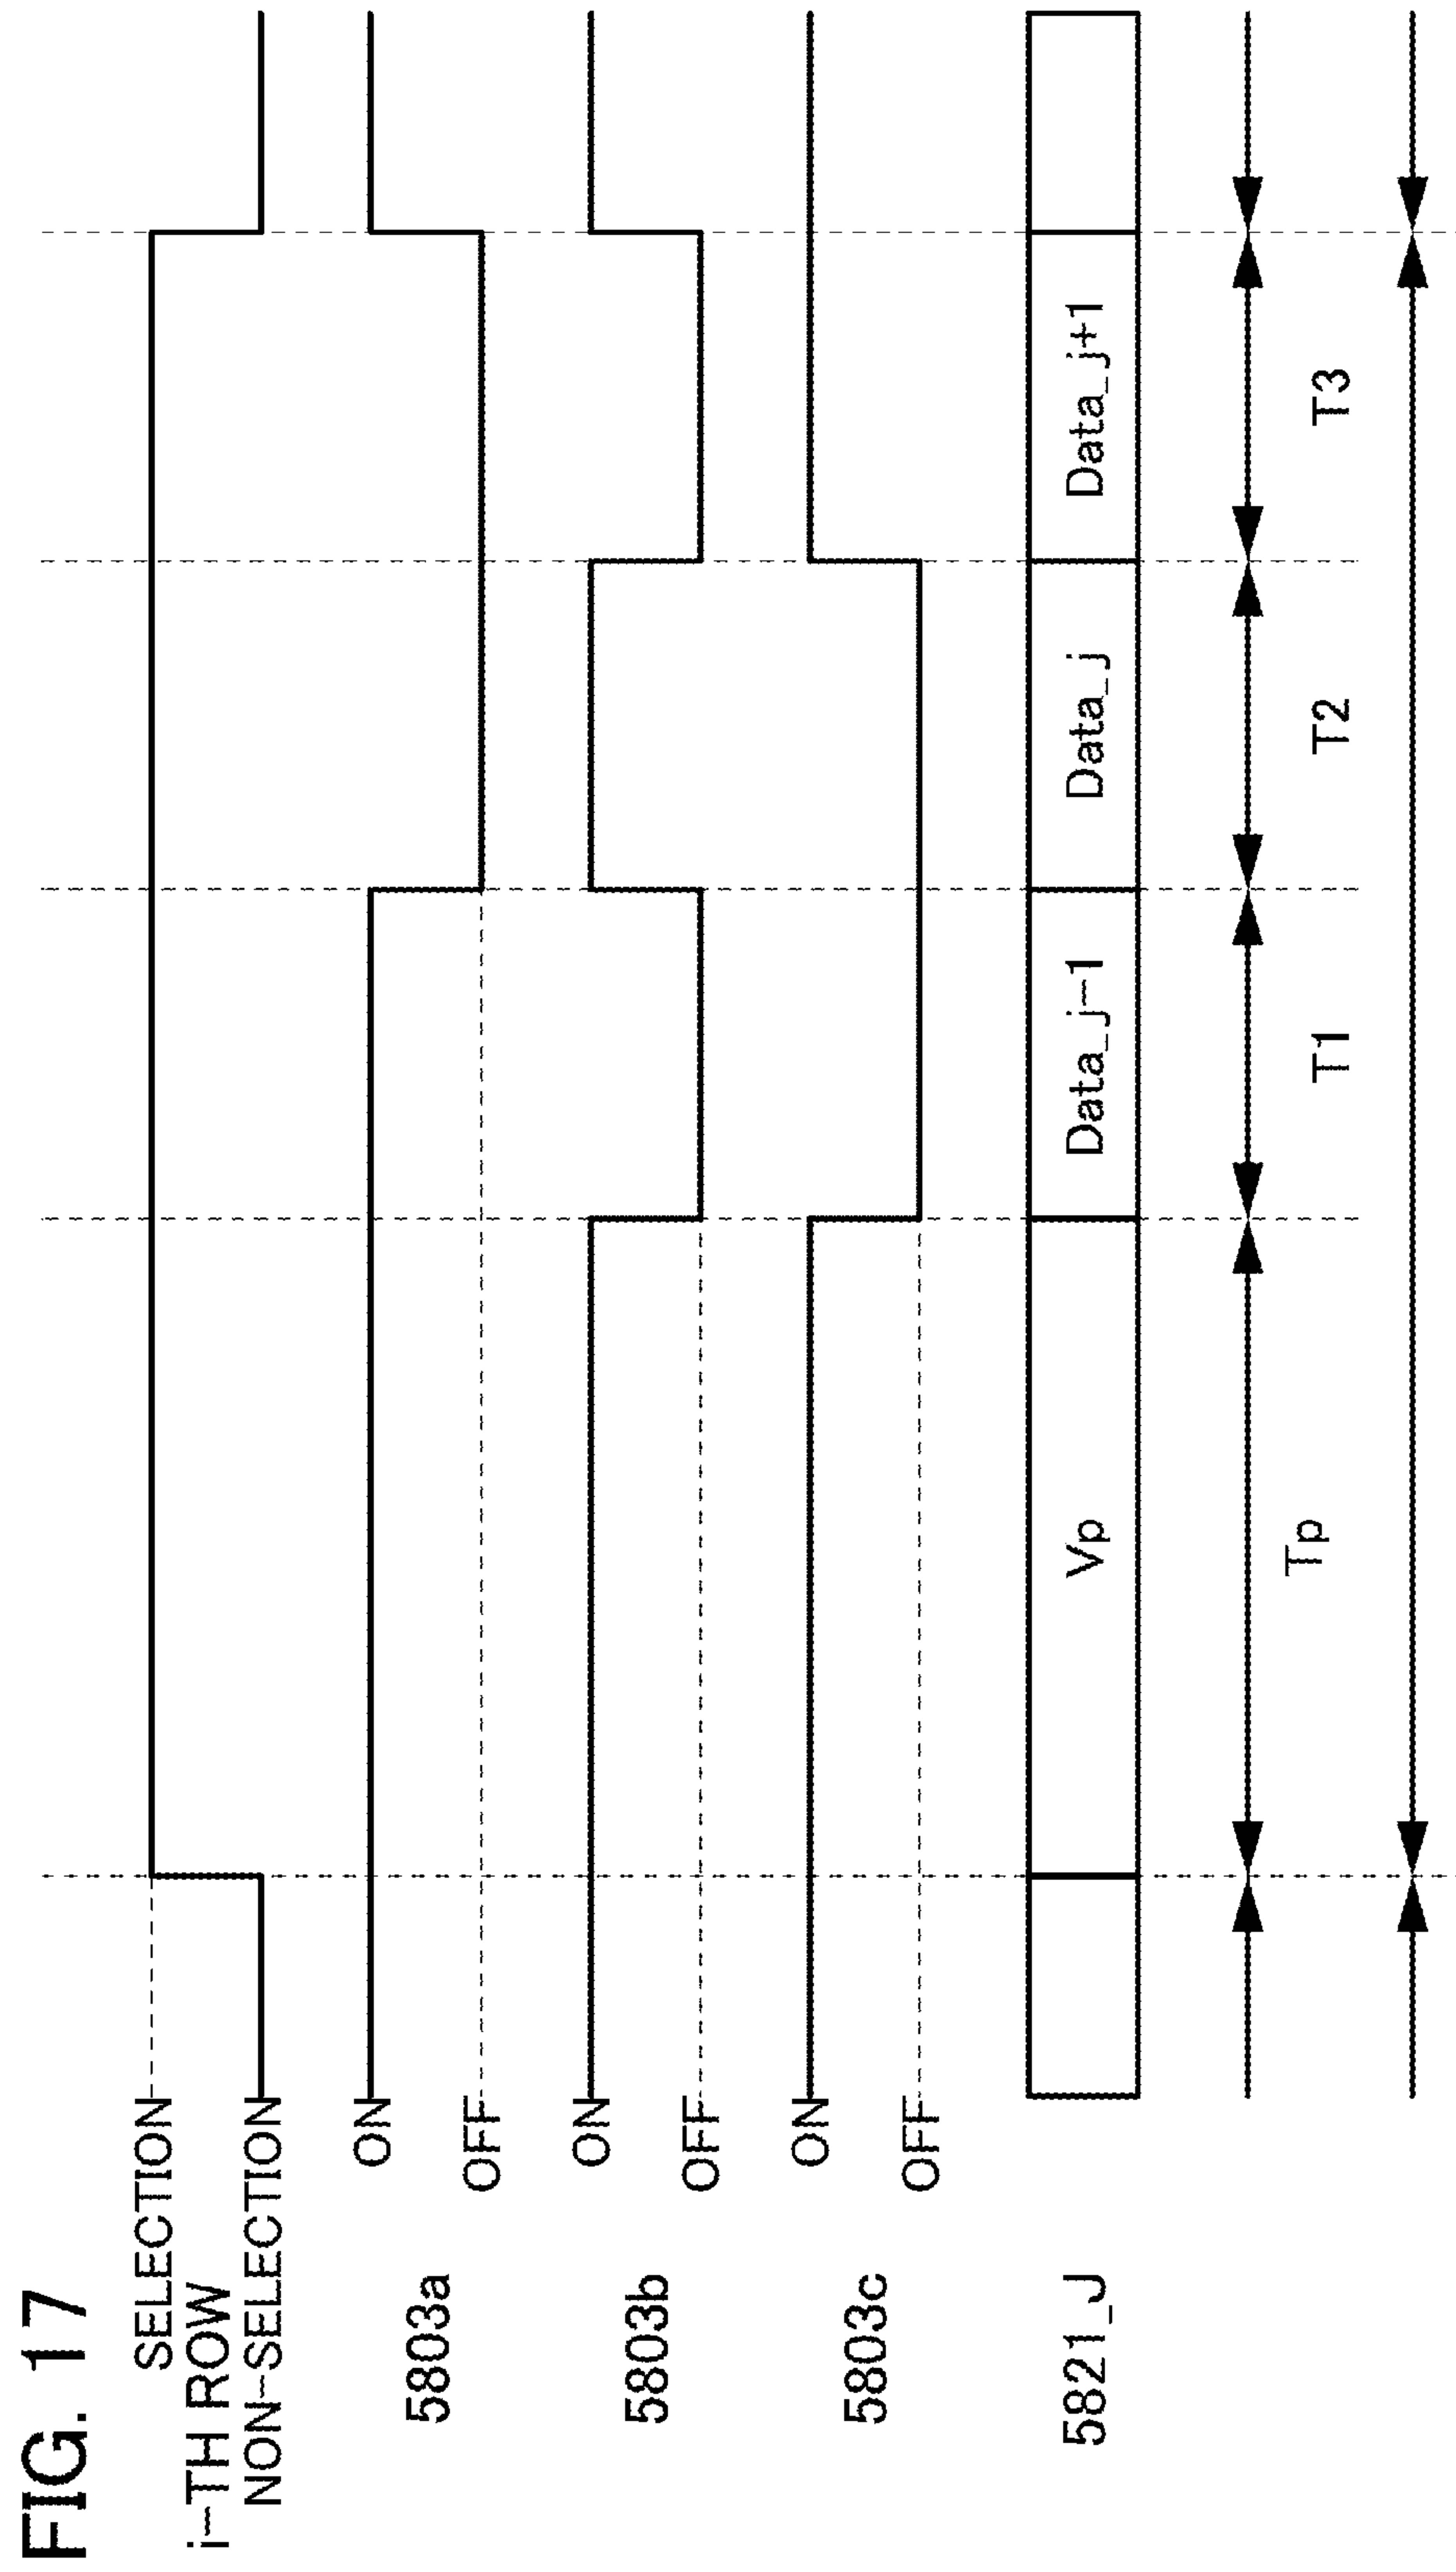 FIG. 17
SELECTION
i-TH ROW
NON-SELECTION
ON
5803a
OFF
ON
5803b
OFF
ON
5803c
OFF
5821_J
Vp
Data_j-1
Data_j
Data_j+1
Tp
T1
T2
T3